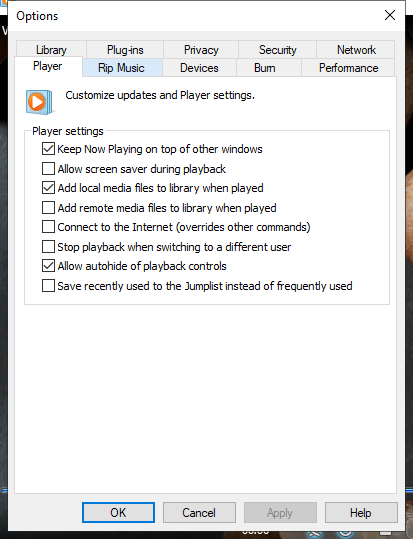 Options
Library Plug-ins Privacy Security Network
Player Rip Music Devices Burn Performance
Customize updates and Player settings.
Player settings
Keep Now Playing on top of other windows
Allow screen saver during playback
Add local media files to library when played
Add remote media files to library when played
Connect to the Internet (overrides other commands)
Stop playback when switching to a different user
Allow autohide of playback controls
Save recently used to the Jumplist instead of frequently used
OK Cancel Apply Help